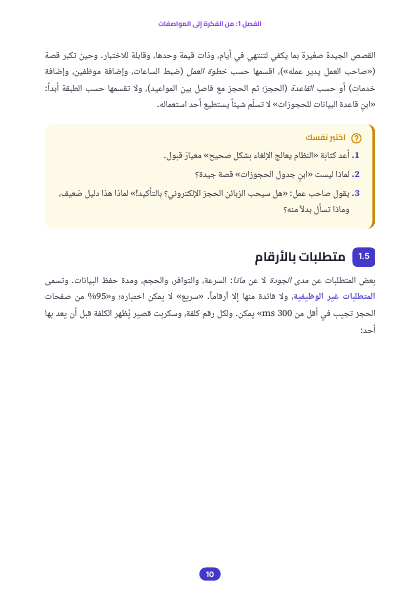 الفصل 1: من الفكرة إلى المواصفات
القصص الجيدة صغيرة بما يكفي لتنتهي في أيام، وذات قيمة وحدها، وقابلة للاختبار. وحين تكبر قصة
(«صاحب العمل يدير عمله»)، اقسمها حسب خطوة العمل (ضبط الساعات، وإضافة موظفين، وإضافة
خدمات) أو حسب القاعدة (الحجز؛ ثم الحجز مع فاصل بين المواعيد)، ولا تقسمها حسب الطبقة أبداً:
«ابنِ قاعدة البيانات للحجوزات» لا تسلّم شيئاً يستطيع أحد استعماله.
اختبر نفسك
1. أعد كتابة «النظام يعالج الإلغاء بشكل صحيح» معيارَ قبول.
2. لماذا ليست «ابنِ جدول الحجوزات» قصة جيدة؟
3. يقول صاحب عمل: «هل سيحب الزبائن الحجز الإلكتروني؟ بالتأكيد!» لماذا هذا دليل ضعيف،
وماذا تسأل بدلاً منه؟
1.5 متطلبات بالأرقام
بعض المتطلبات عن مدى الجودة لا عن ماذا: السرعة، والتوافر، والحجم، ومدة حفظ البيانات. وتسمى
المتطلبات غير الوظيفية، ولا فائدة منها إلا أرقاماً. «سريع» لا يمكن اختباره؛ و«95% من صفحات
الحجز تجيب في أقل من 300 ms» يمكن. ولكل رقم كلفة، وسكربت قصير يُظهر الكلفة قبل أن يعد بها
أحد:
10